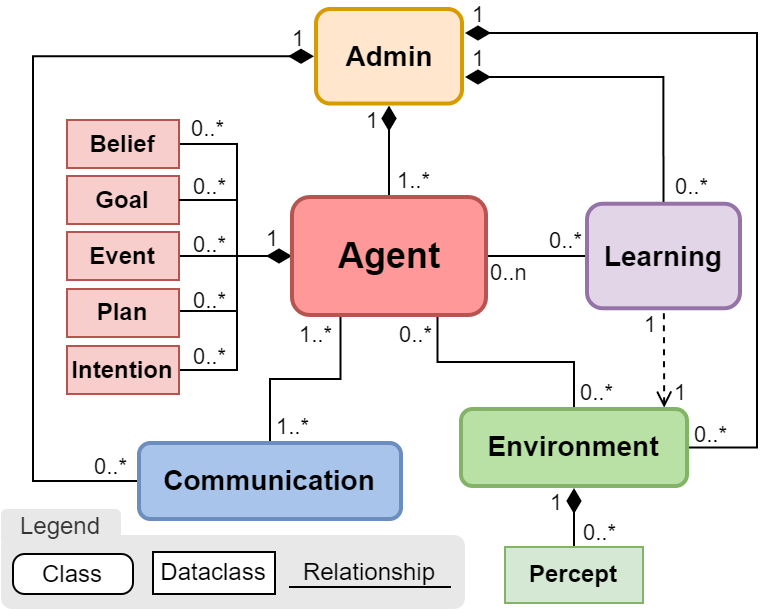 1
1
Admin
1
1
1..*
0..*
Belief
0..*
Goal
0..*
Event
0..*
Plan
0..*
Intention
0..*
1
Agent
0..*
0..n
Learning
1..*
0..*
1
1
0..*
1..*
0..*
0..*
Communication
Environment
1
0..*
Percept
Legend
Class
Dataclass
Relationship